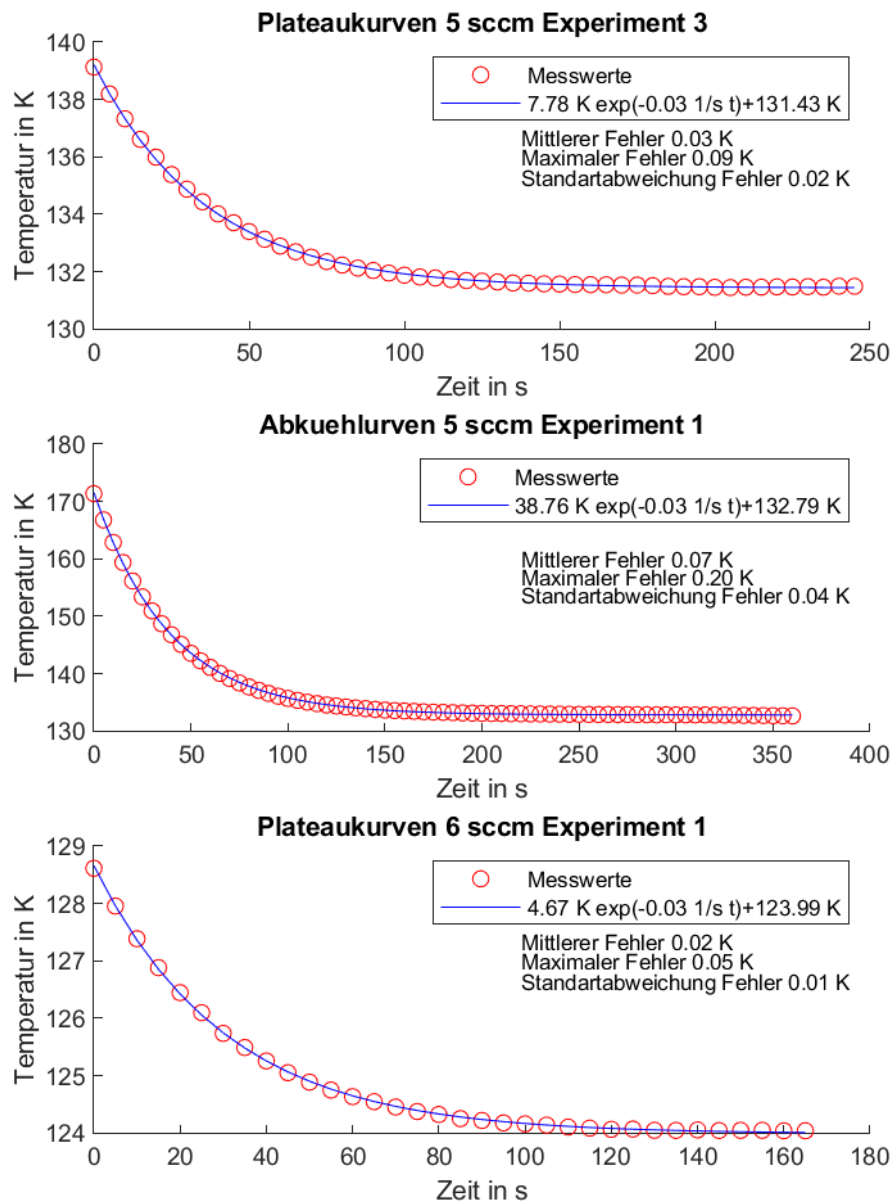 Plateaukurven 5 sccm Experiment 3
140
138
136
134
132
130
Temperatur in K
Messwerte
7.78 K exp(-0.03 1/s t)+131.43 K
Mittlerer Fehler 0.03 K
Maximaler Fehler 0.09 K
Standartabweichung Fehler 0.02 K
0 50 100 150 200 250
Zeit in s
Abkuehlurven 5 sccm Experiment 1
180
170
160
150
140
130
Temperatur in K
Messwerte
38.76 K exp(-0.03 1/s t)+132.79 K
Mittlerer Fehler 0.07 K
Maximaler Fehler 0.20 K
Standartabweichung Fehler 0.04 K
0 50 100 150 200 250 300 350 400
Zeit in s
Plateaukurven 6 sccm Experiment 1
129
128
127
126
125
124
Temperatur in K
Messwerte
4.67 K exp(-0.03 1/s t)+123.99 K
Mittlerer Fehler 0.02 K
Maximaler Fehler 0.05 K
Standartabweichung Fehler 0.01 K
0 20 40 60 80 100 120 140 160 180
Zeit in s